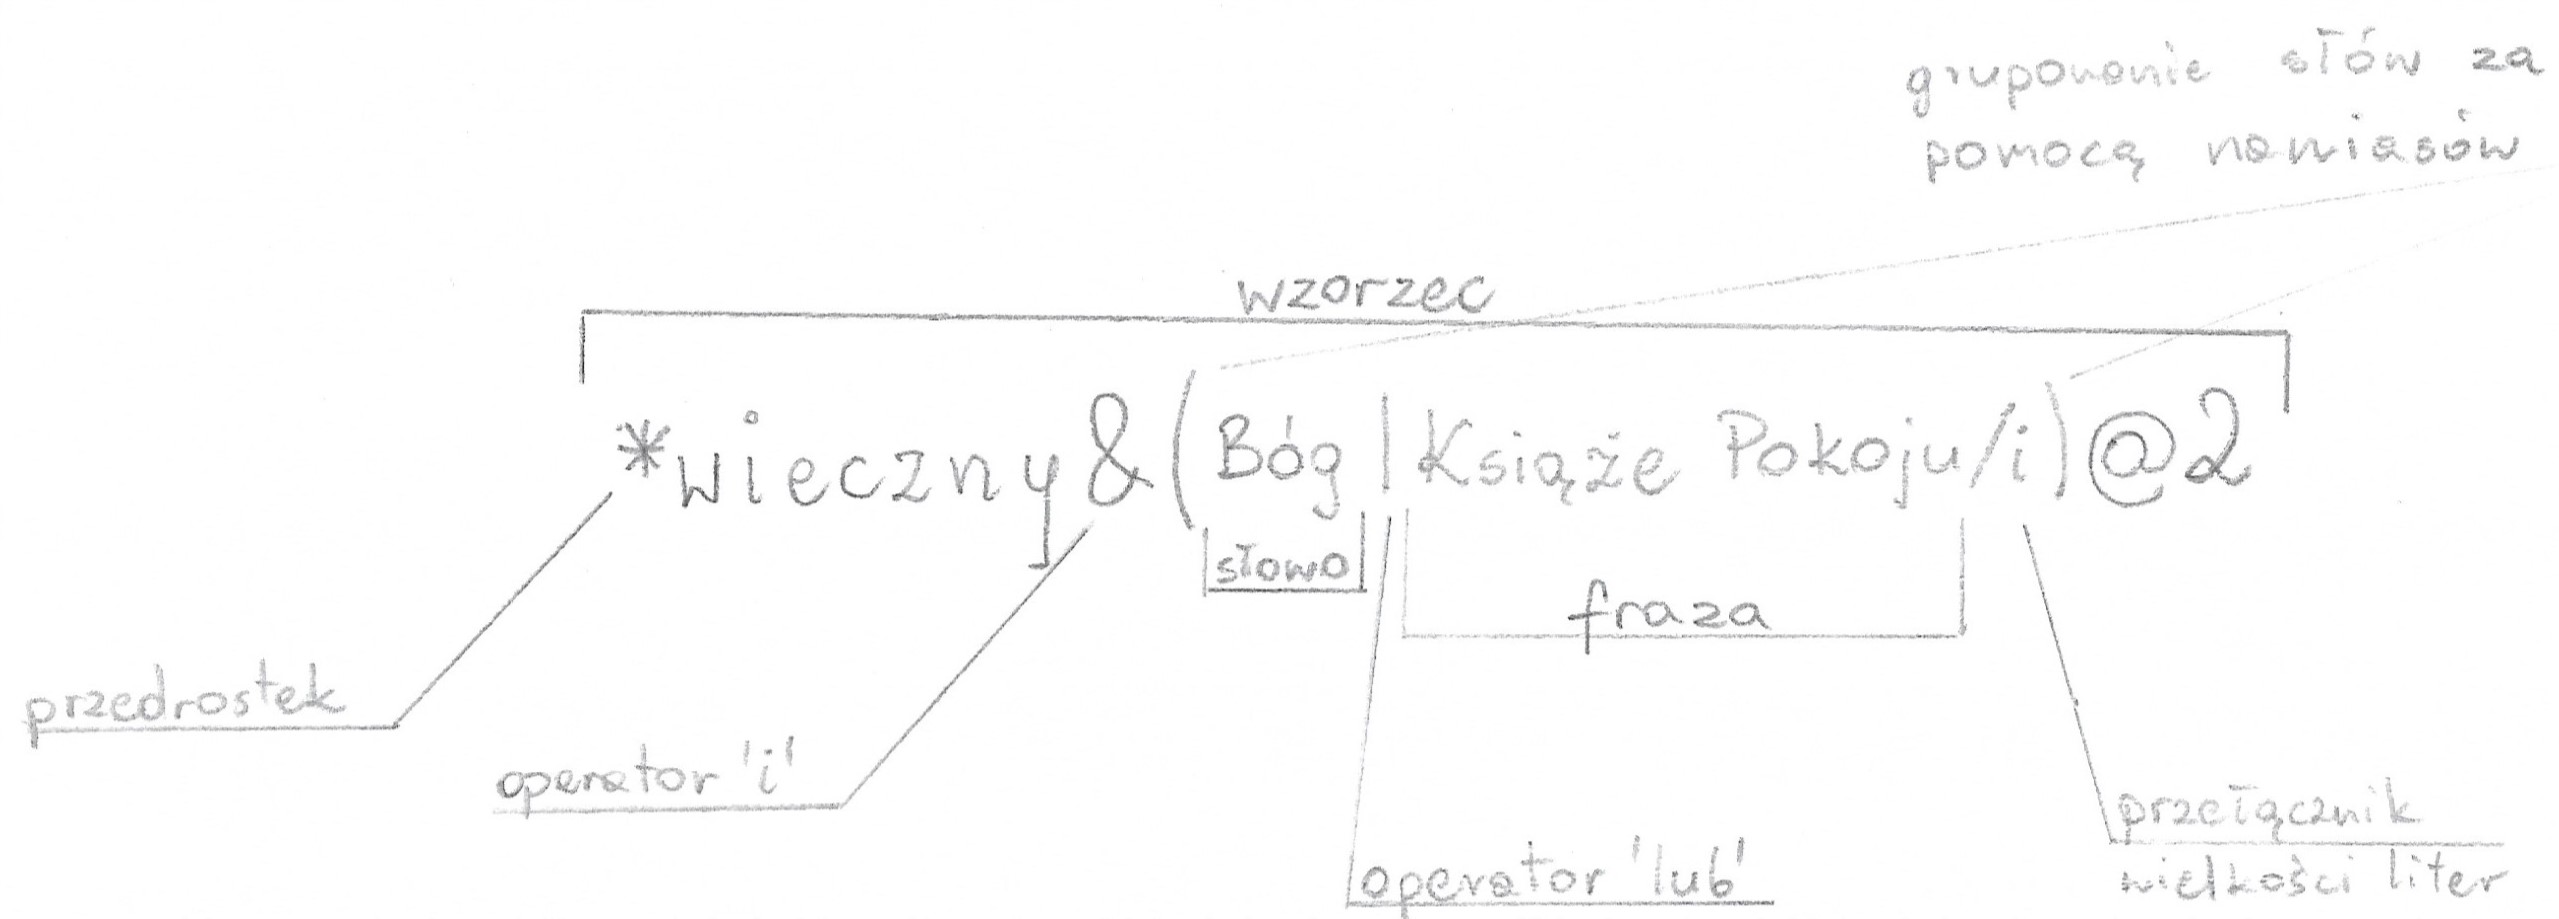 grupowanie słów za
pomocą nawiasów
wzorzec
*wieczny&(Bóg|Książe Pokoju/i)@2
słowo
fraza
przedrostek
operator 'i'
przełącznik
wielkości liter
operator 'lub'